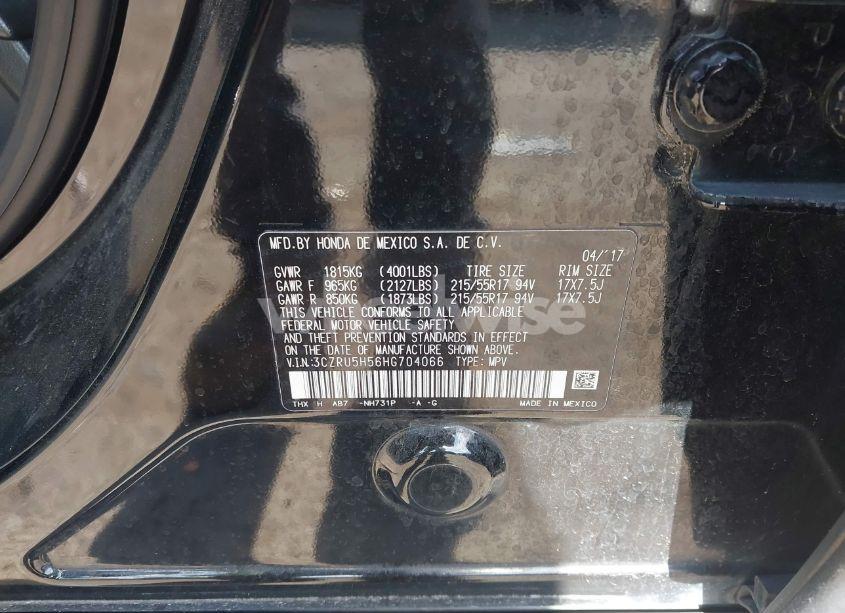 MFD.BY HONDA DE MEXICO S.A. DE C.V.
04/'17
GVWR 1815KG (4001LBS) TIRE SIZE RIM SIZE
GAWR F 965KG (2127LBS) 215/55R17 94V 17X7.5J
GAWR R 850KG (1873LBS) 215/55R17 94V 17X7.5J
THIS VEHICLE CONFORMS TO ALL APPLICABLE
FEDERAL MOTOR VEHICLE SAFETY
AND THEFT PREVENTION STANDARDS IN EFFECT
ON THE DATE OF MANUFACTURE SHOWN ABOVE.
V.I.N:3CZRU5H56HG704066 TYPE: MPV
THX H AB7 -NH731P -A -G MADE IN MEXICO